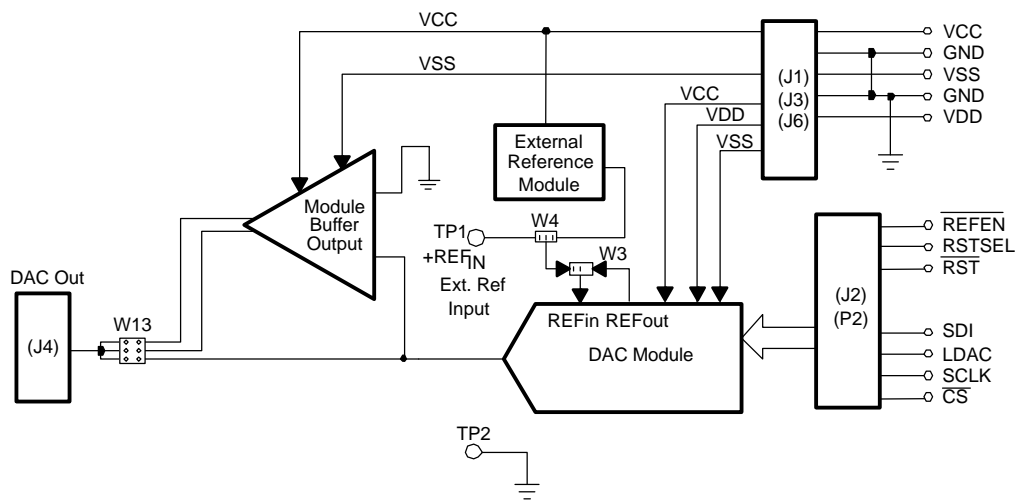 VCC
VSS
VCC
VDD
VSS
(J1)
(J3)
(J6)
VCC
GND
VSS
GND
VDD
External
Reference
Module
Module
Buffer
Output
TP1
+REFIN
Ext. Ref
Input
W4
W3
REFin REFout
DAC Module
(J2)
(P2)
REFEN
RSTSEL
RST
SDI
LDAC
SCLK
CS
DAC Out
(J4)
W13
TP2